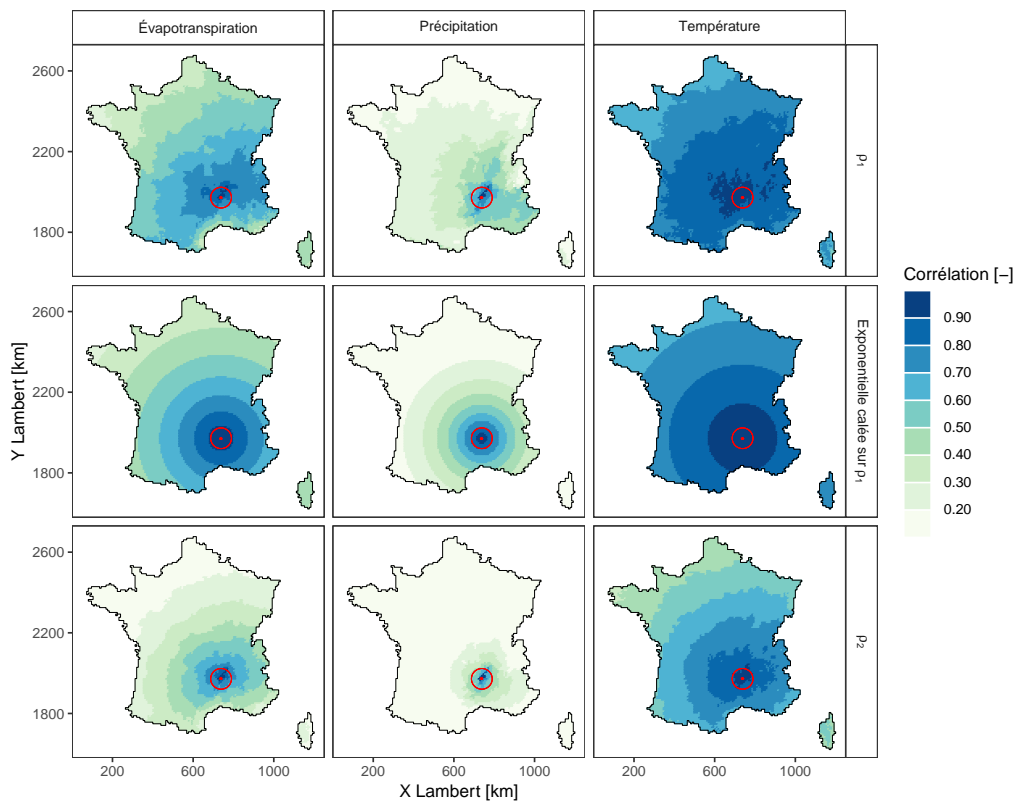 Évapotranspiration
Précipitation
Température
2600
2200
1800
ρ1
2600
2200
1800
Exponentielle calée sur ρ1
2600
2200
1800
ρ2
200
600
1000
200
600
1000
200
600
1000
X Lambert [km]
Y Lambert [km]
Corrélation [−]
0.90
0.80
0.70
0.60
0.50
0.40
0.30
0.20